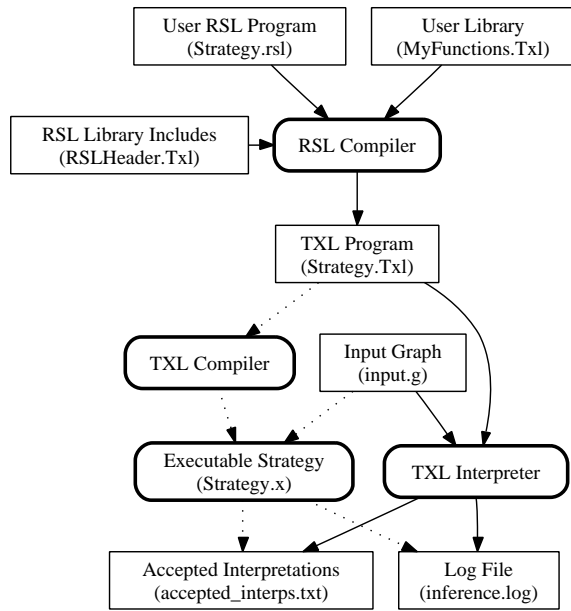 User RSL Program
(Strategy.rsl)
User Library
(MyFunctions.Txl)
RSL Library Includes
(RSLHeader.Txl)
RSL Compiler
TXL Program
(Strategy.Txl)
TXL Compiler
Input Graph
(input.g)
Executable Strategy
(Strategy.x)
TXL Interpreter
Accepted Interpretations
(accepted_interps.txt)
Log File
(inference.log)